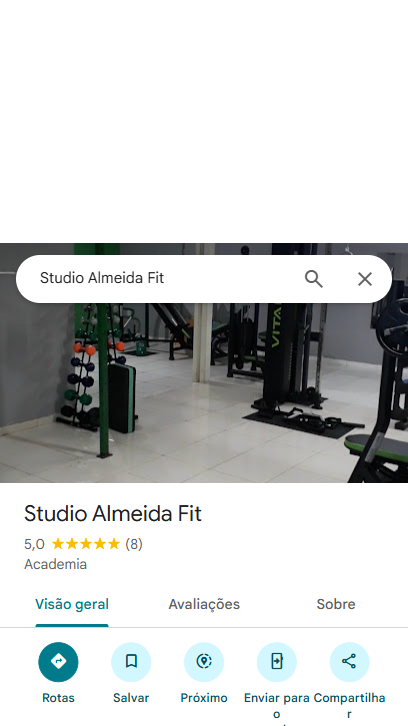 Studio Almeida Fit
VITA
Studio Almeida Fit
5,0 ★★★★★ (8)
Academia
Visão geral Avaliações Sobre
Rotas Salvar Próximo Enviar para o Compartilhar